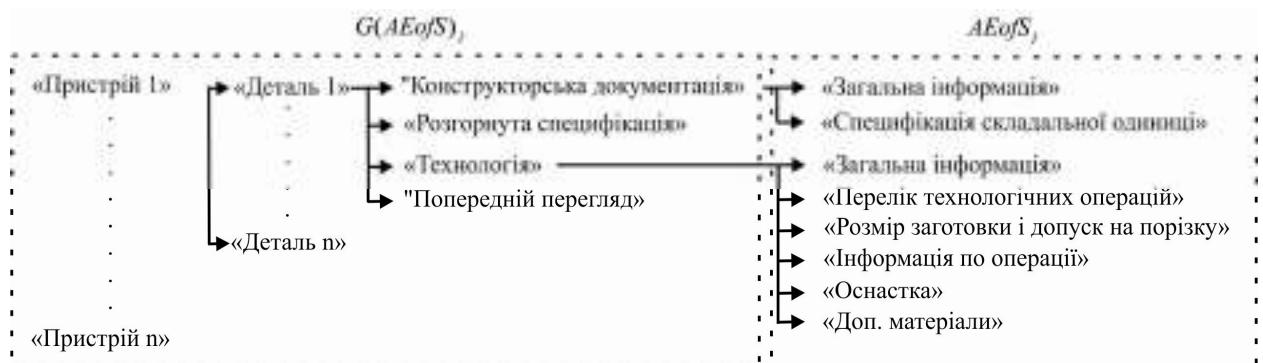 G(AEofS)j AEofSj
«Пристрій 1» «Деталь 1» "Конструкторська документація» «Загальна інформація»
«Розгорнута специфікація» «Специфікація складальної одиниці»
«Технологія» «Загальна інформація»
"Попередній перегляд» «Перелік технологічних операцій»
«Розмір заготовки і допуск на порізку»
«Деталь n»
«Інформація по операції»
«Оснастка»
«Доп. матеріали»
«Пристрій n»